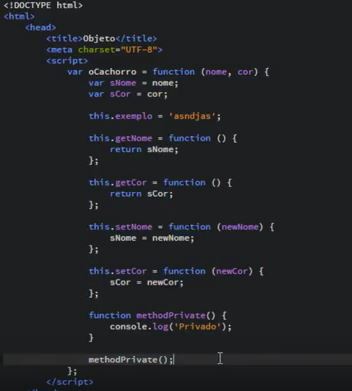 <!DOCTYPE html>
<html>
<head>
<title>Objeto</title>
<meta charset="UTF-8">
<script>
var oCachorro = function (nome, cor) {
var sNome = nome;
var sCor = cor;
this.exemplo = 'asndjas';
this.getNome = function () {
return sNome;
};
this.getCor = function () {
return sCor;
};
this.setNome = function (newNome) {
sNome = newNome;
};
this.setCor = function (newCor) {
sCor = newCor;
};
function methodPrivate() {
console.log('Privado');
}
methodPrivate();
};
</script>